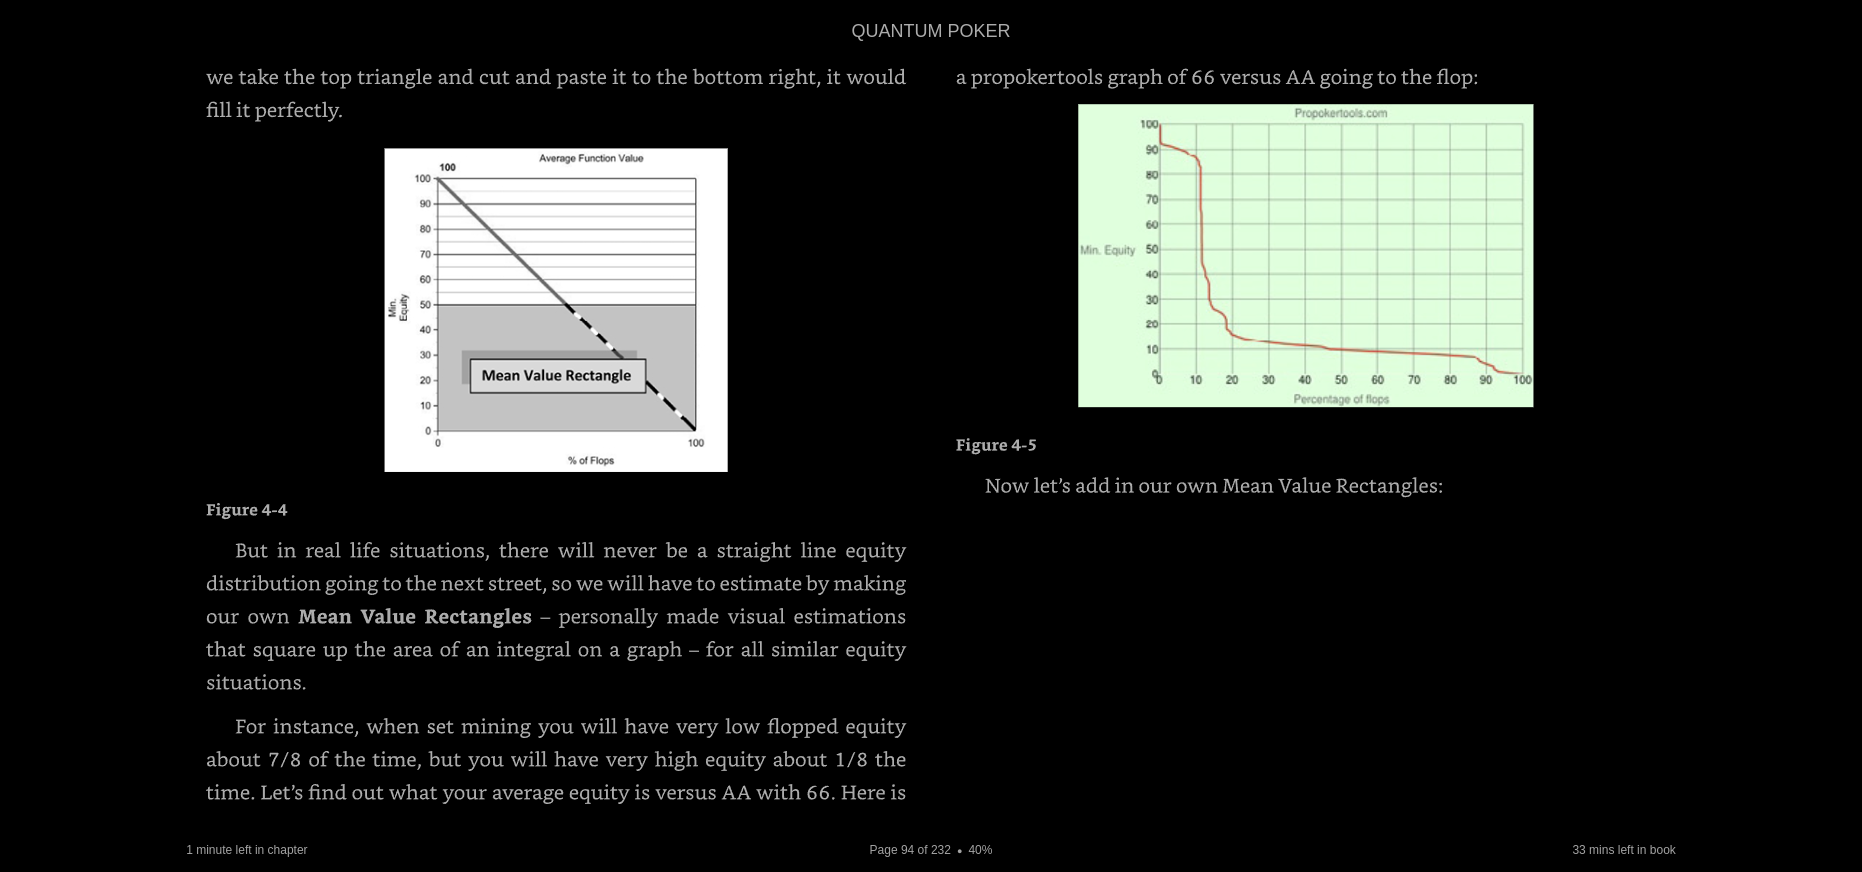 QUANTUM POKER
we take the top triangle and cut and paste it to the bottom right, it would
fill it perfectly.
Average Function Value
100
100
90
80
70
60
50
40
30
20
10
0
Min.
Equity
Mean Value Rectangle
0
100
% of Flops
Figure 4-4
But in real life situations, there will never be a straight line equity
distribution going to the next street, so we will have to estimate by making
our own Mean Value Rectangles – personally made visual estimations
that square up the area of an integral on a graph – for all similar equity
situations.
For instance, when set mining you will have very low flopped equity
about 7/8 of the time, but you will have very high equity about 1/8 the
time. Let’s find out what your average equity is versus AA with 66. Here is
a propokertools graph of 66 versus AA going to the flop:
Propokertools.com
100
90
80
70
60
Min. Equity 50
40
30
20
10
0
0 10 20 30 40 50 60 70 80 90 100
Percentage of flops
Figure 4-5
Now let’s add in our own Mean Value Rectangles:
1 minute left in chapter
Page 94 of 232 • 40%
33 mins left in book